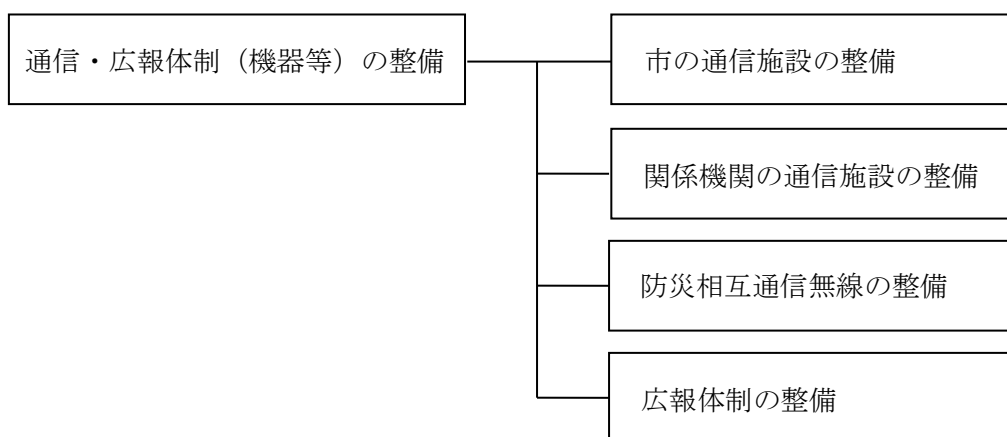 通信・広報体制（機器等）の整備
市の通信施設の整備
関係機関の通信施設の整備
防災相互通信無線の整備
広報体制の整備